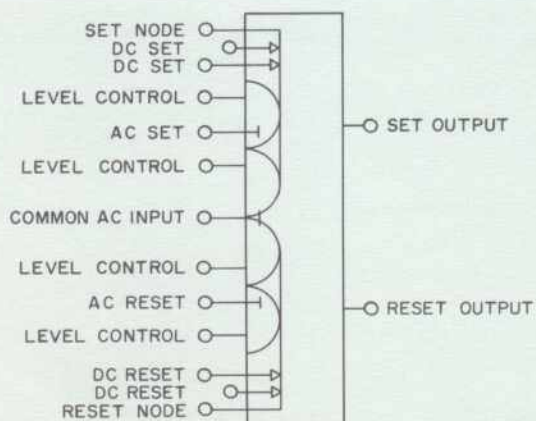 SET NODE
DC SET
DC SET
LEVEL CONTROL
AC SET
LEVEL CONTROL
COMMON AC INPUT
LEVEL CONTROL
AC RESET
LEVEL CONTROL
DC RESET
DC RESET
RESET NODE
SET OUTPUT
RESET OUTPUT